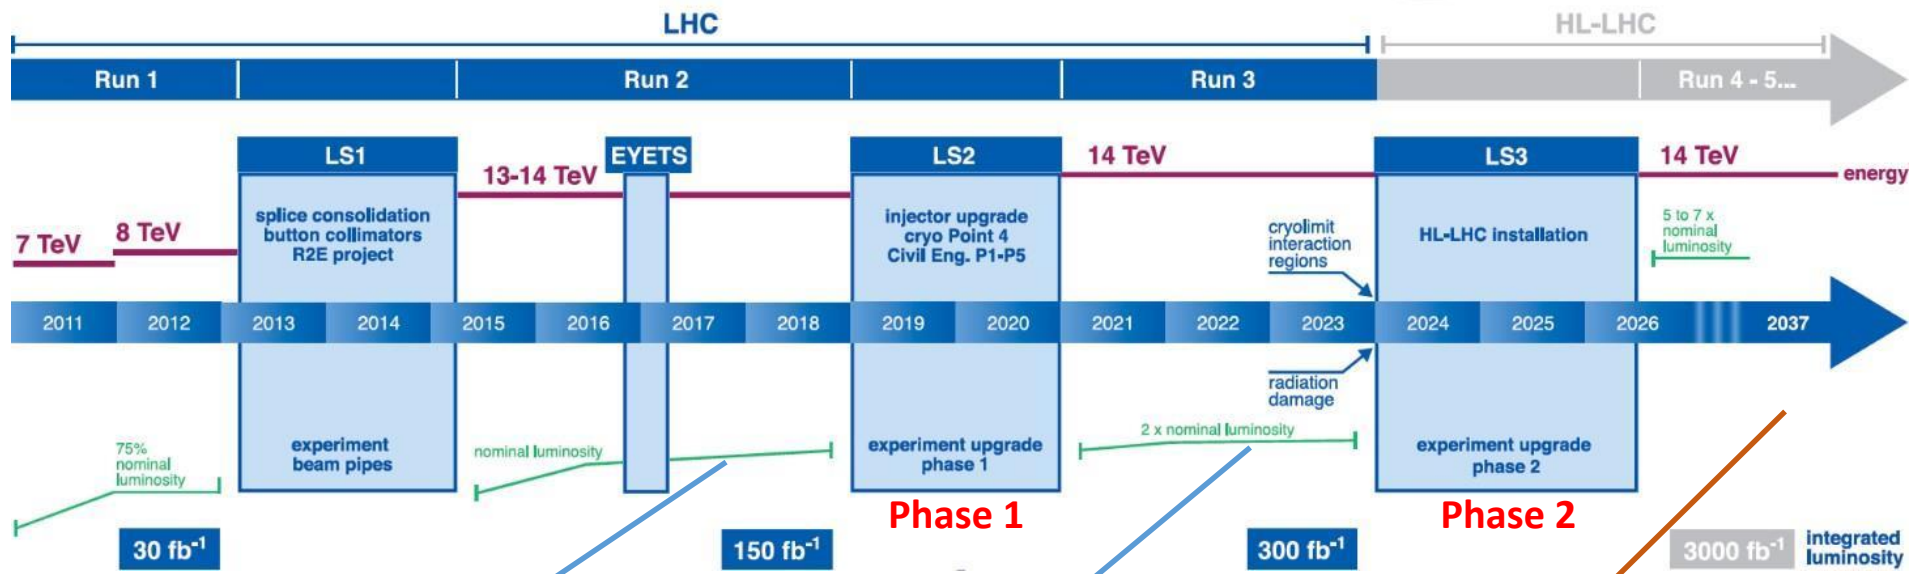 LHC
HL-LHC
Run 1
Run 2
Run 3
Run 4 - 5...
LS1
EYETS
LS2
14 TeV
LS3
14 TeV
energy
13-14 TeV
7 TeV
8 TeV
splice consolidation
button collimators
R2E project
injector upgrade
cryo Point 4
Civil Eng. P1-P5
cryolimit
interaction
regions
HL-LHC installation
5 to 7 x
nominal
luminosity
2011
2012
2013
2014
2015
2016
2017
2018
2019
2020
2021
2022
2023
2024
2025
2026
2037
radiation
damage
75%
nominal
luminosity
experiment
beam pipes
nominal luminosity
experiment upgrade
phase 1
2 x nominal luminosity
experiment upgrade
phase 2
Phase 1
Phase 2
30 fb⁻¹
150 fb⁻¹
300 fb⁻¹
3000 fb⁻¹
integrated
luminosity